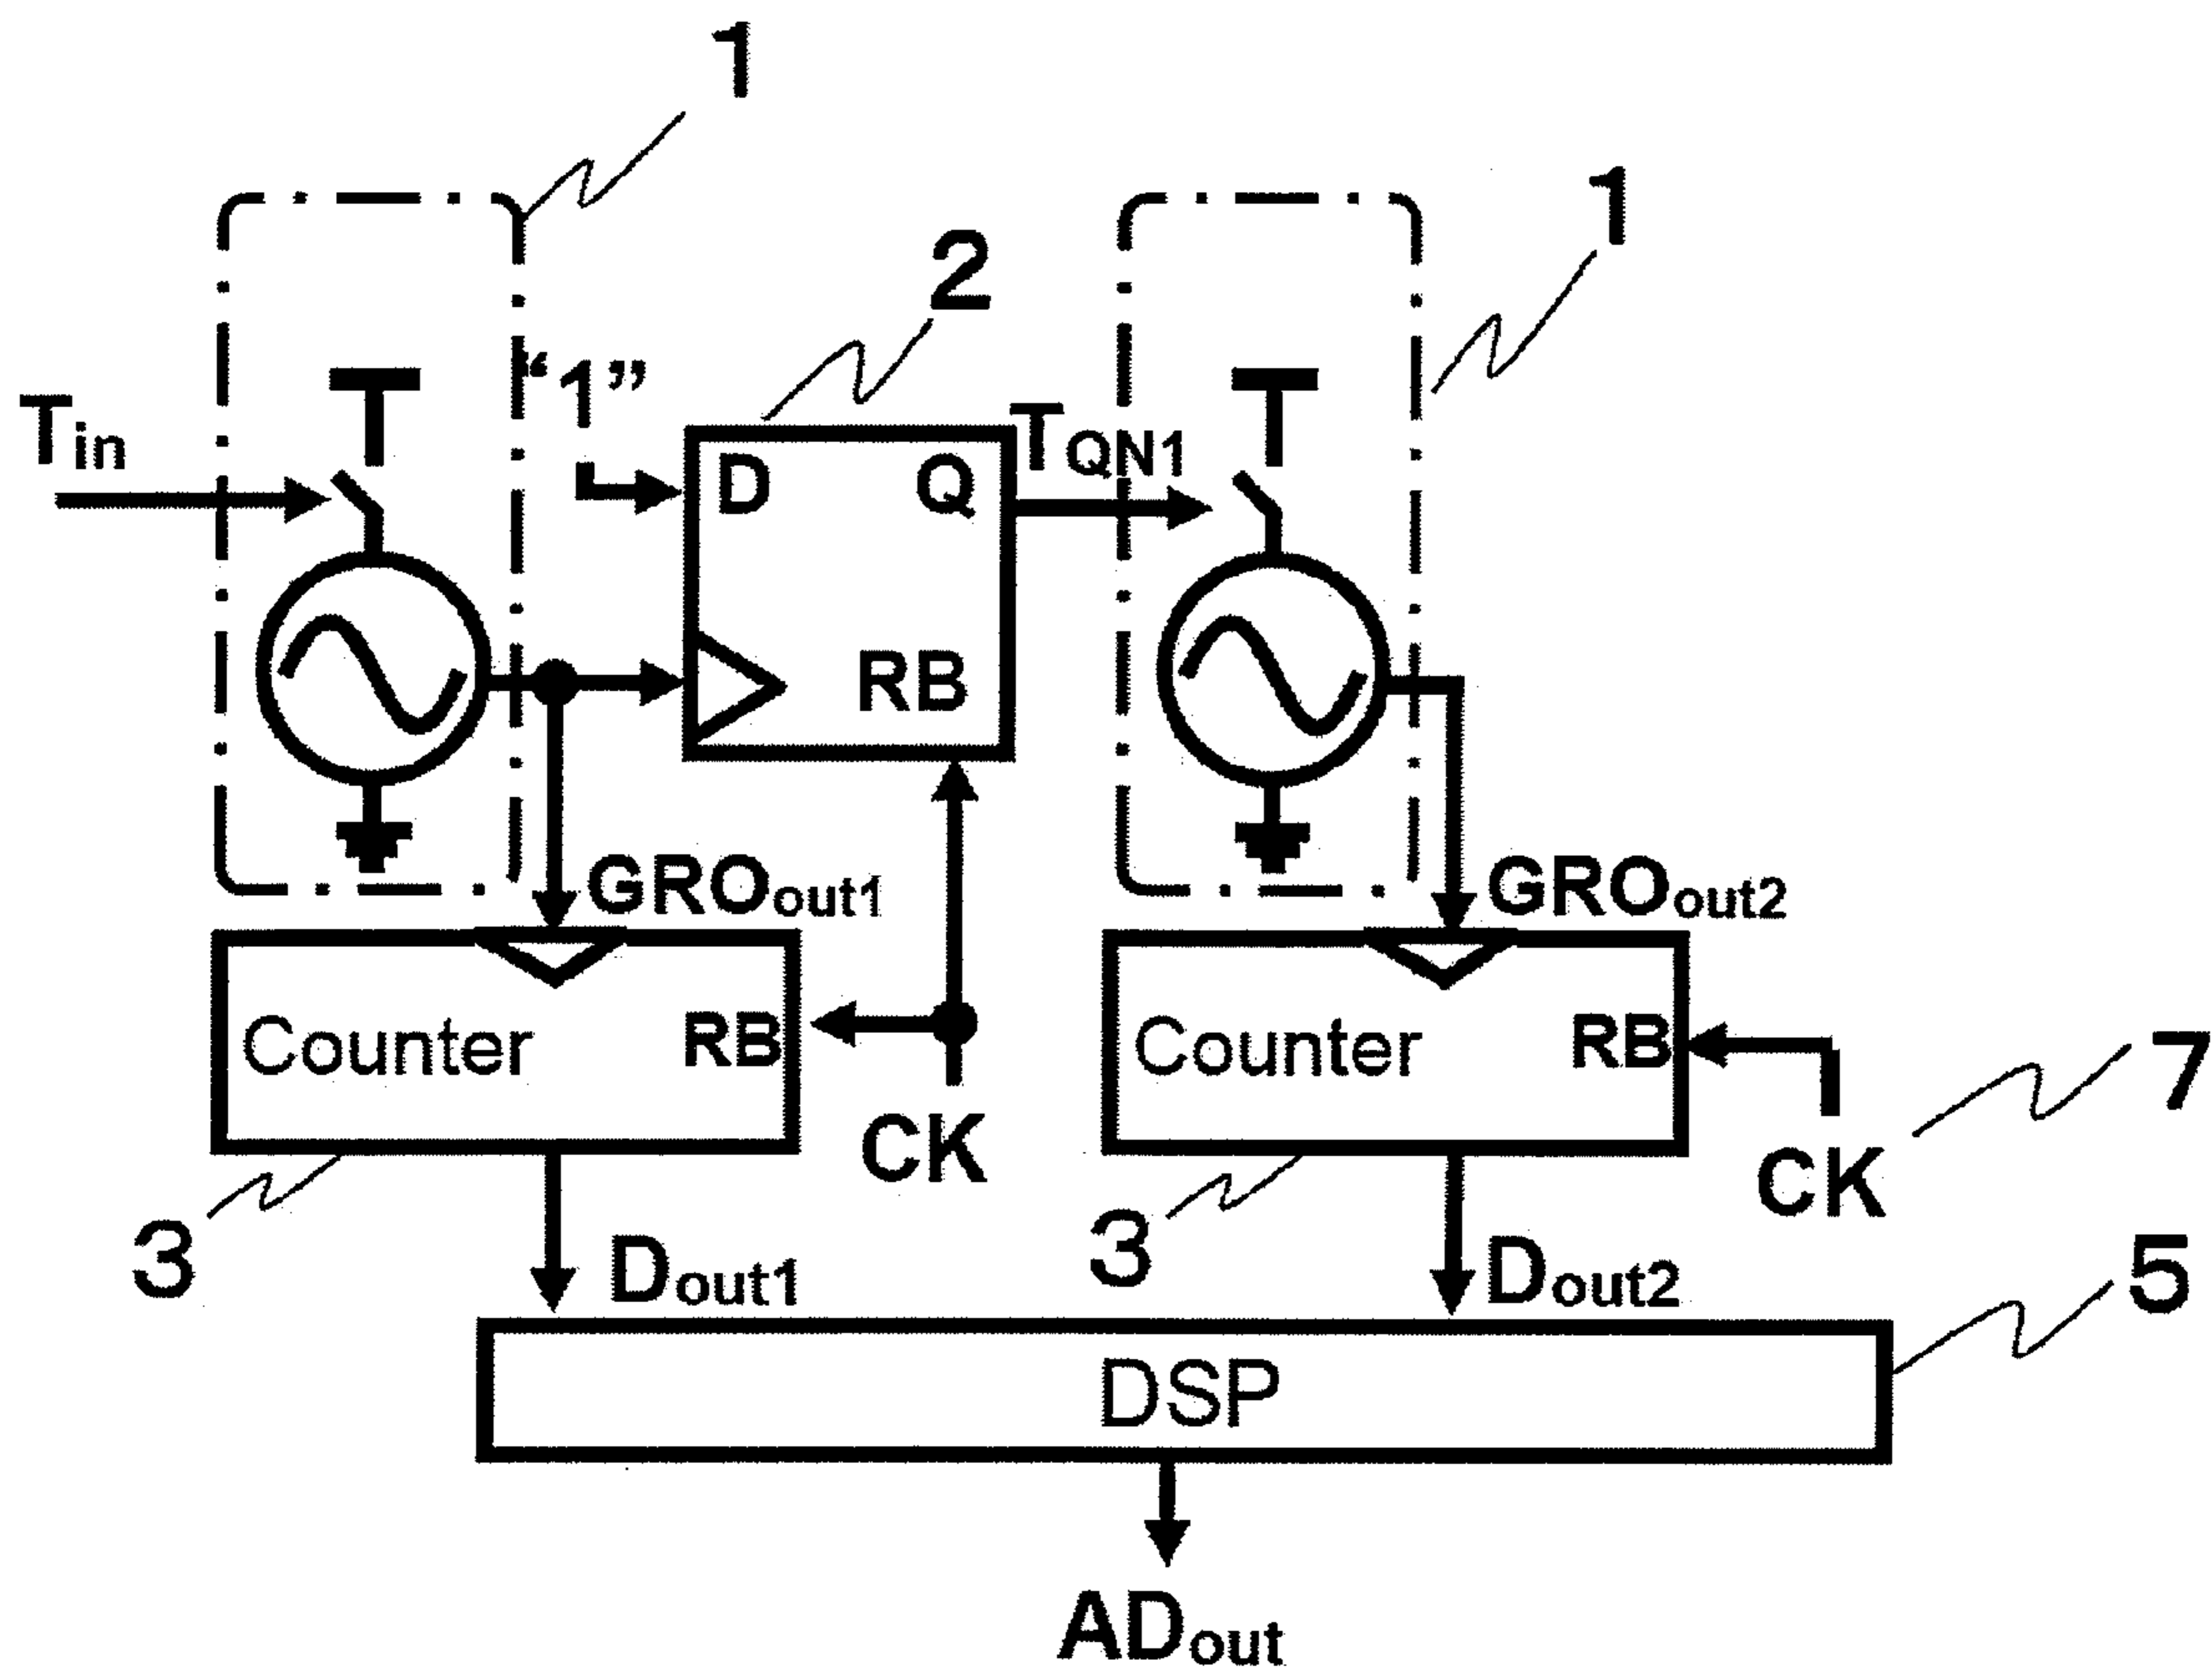 1
1
2
"1"
Tin
TQN1
D
Q
RB
GROout1
GROout2
Counter
RB
Counter
RB
7
CK
CK
3
3
Dout1
Dout2
5
DSP
ADout